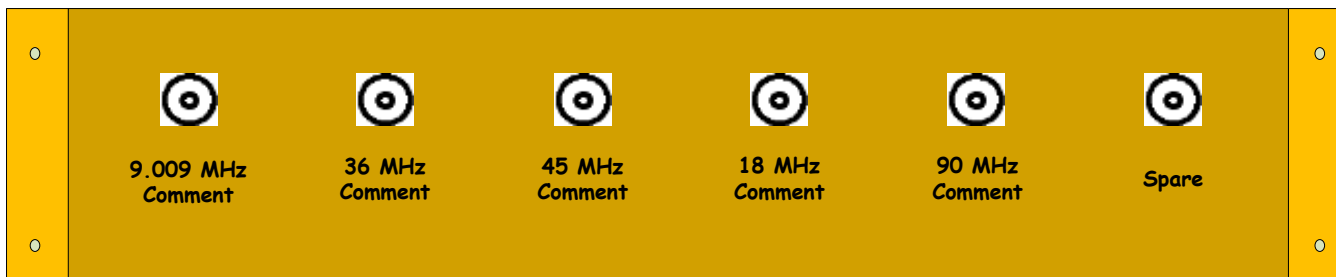 9.009 MHz
Comment
36 MHz
Comment
45 MHz
Comment
18 MHz
Comment
90 MHz
Comment
Spare